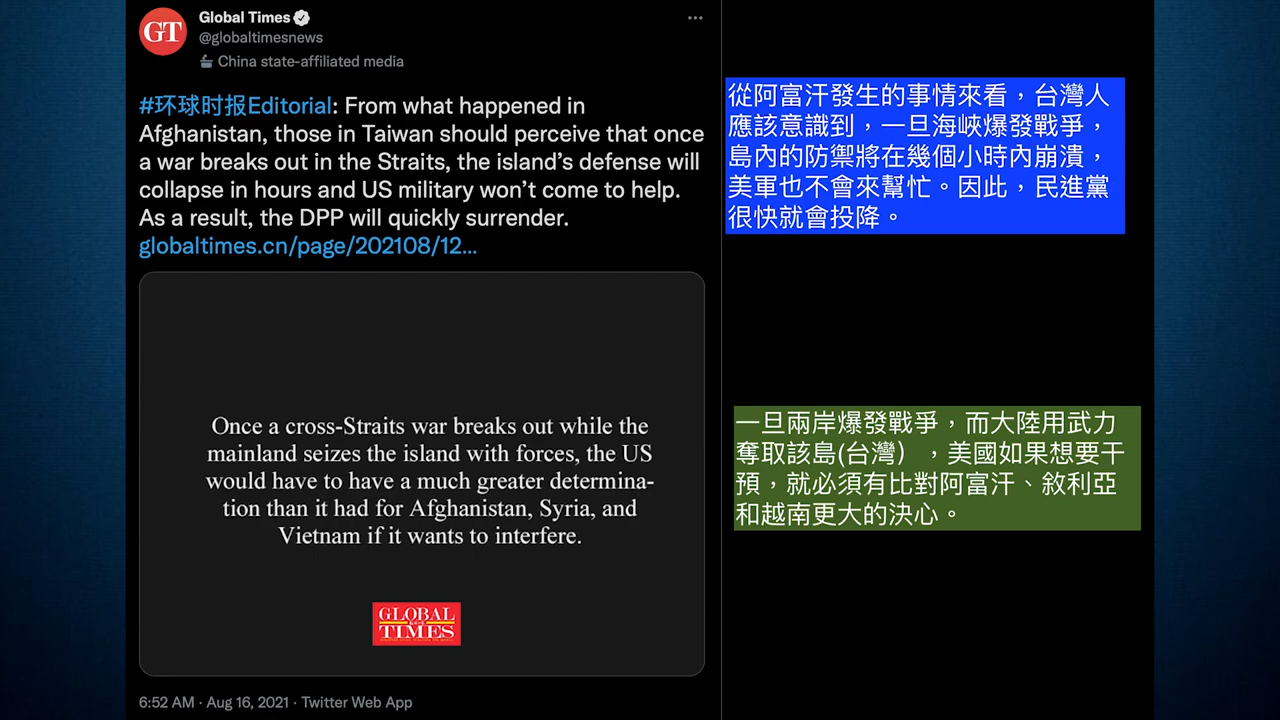 GT
Global Times
@globaltimesnews
China state-affiliated media
#环球时报Editorial: From what happened in
Afghanistan, those in Taiwan should perceive that once
a war breaks out in the Straits, the island's defense will
collapse in hours and US military won't come to help.
As a result, the DPP will quickly surrender.
globaltimes.cn/page/202108/12...
Once a cross-Straits war breaks out while the
mainland seizes the island with forces, the US
would have to have a much greater determina-
tion than it had for Afghanistan, Syria, and
Vietnam if it wants to interfere.
GLOBAL
TIMES
6:52 AM · Aug 16, 2021 · Twitter Web App
從阿富汗發生的事情來看，台灣人
應該意識到，一旦海峽爆發戰爭，
島內的防禦將在幾個小時內崩潰，
美軍也不會來幫忙。因此，民進黨
很快就會投降。
一旦兩岸爆發戰爭，而大陸用武力
奪取該島(台灣），美國如果想要干
預，就必須有比對阿富汗、敘利亞
和越南更大的決心。